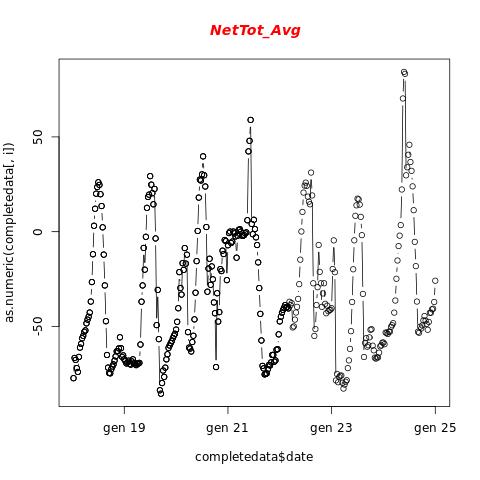 NetTot_Avg
as.numeric(completedata[, i])
50
0
-50
gen 19
gen 21
gen 23
gen 25
completedata$date